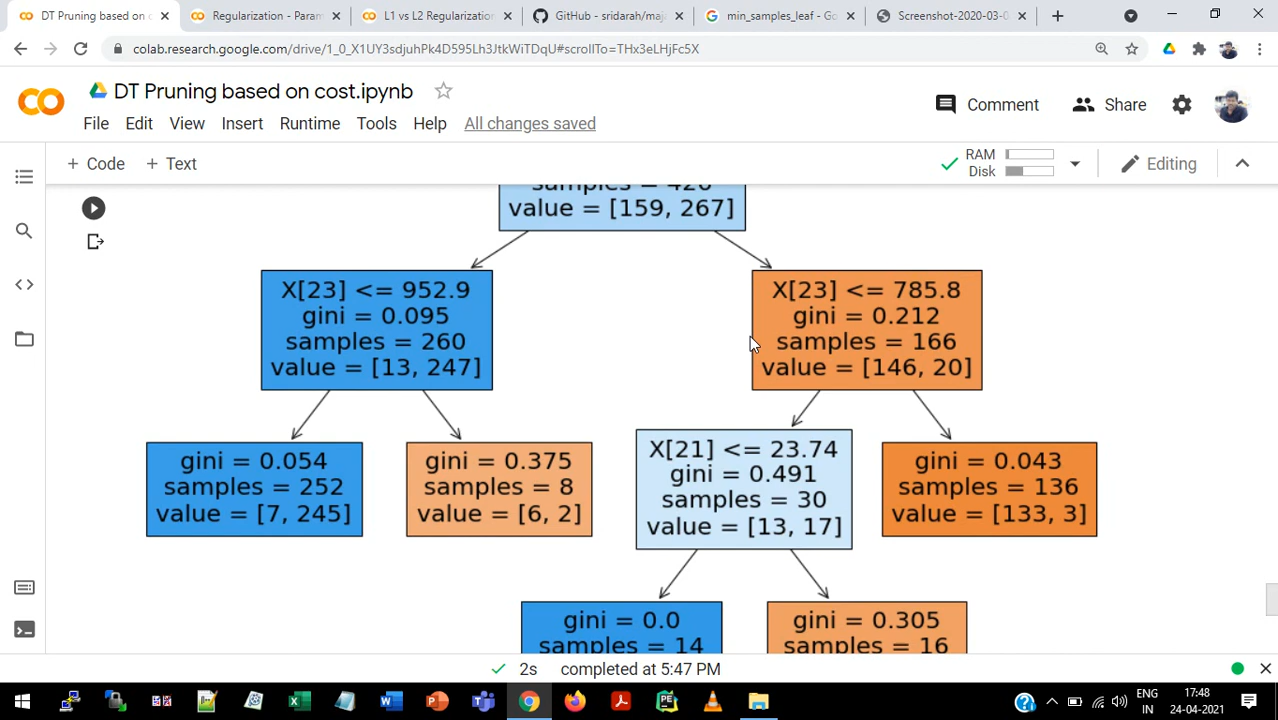 DT Pruning based on c
Regularization - Param
L1 vs L2 Regularization
GitHub - sridarah/maj
min_samples_leaf - Go
Screenshot-2020-03-0
colab.research.google.com/drive/1_0_X1UY3sdjuhPk4D595Lh3JtkWiTDqU#scrollTo=THx3eLHjFc5X
DT Pruning based on cost.ipynb
Comment
Share
File Edit View Insert Runtime Tools Help All changes saved
+ Code + Text
RAM
Disk
Editing
samples = 426
value = [159, 267]
X[23] <= 952.9
gini = 0.095
samples = 260
value = [13, 247]
X[23] <= 785.8
gini = 0.212
samples = 166
value = [146, 20]
gini = 0.054
samples = 252
value = [7, 245]
gini = 0.375
samples = 8
value = [6, 2]
X[21] <= 23.74
gini = 0.491
samples = 30
value = [13, 17]
gini = 0.043
samples = 136
value = [133, 3]
gini = 0.0
samples = 14
gini = 0.305
samples = 16
2s completed at 5:47 PM
ENG
IN
17:48
24-04-2021